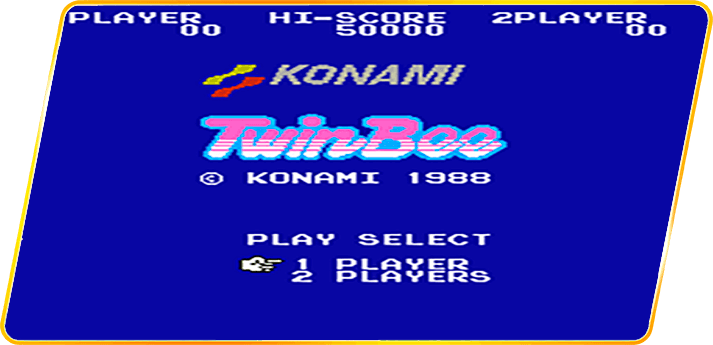 PLAYER HI-SCORE 2PLAYER
00 50000 00
KONAMI
TwinBee
© KONAMI 1988
PLAY SELECT
1 PLAYER
2 PLAYERS